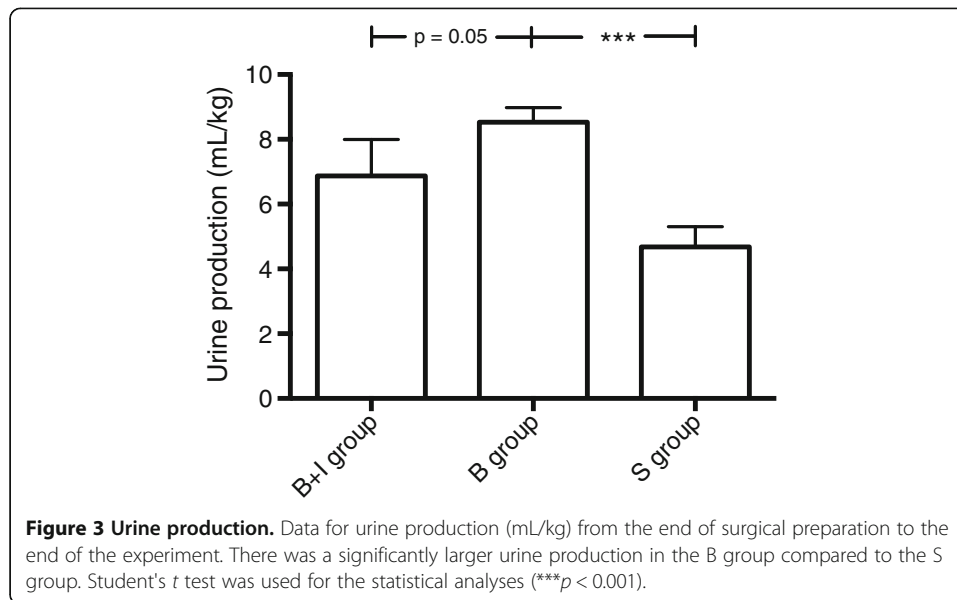 p = 0.05 ***
10
8
6
4
2
0
Urine production (mL/kg)
B+I group
B group
S group
Figure 3 Urine production. Data for urine production (mL/kg) from the end of surgical preparation to the
end of the experiment. There was a significantly larger urine production in the B group compared to the S
group. Student's t test was used for the statistical analyses (***p < 0.001).